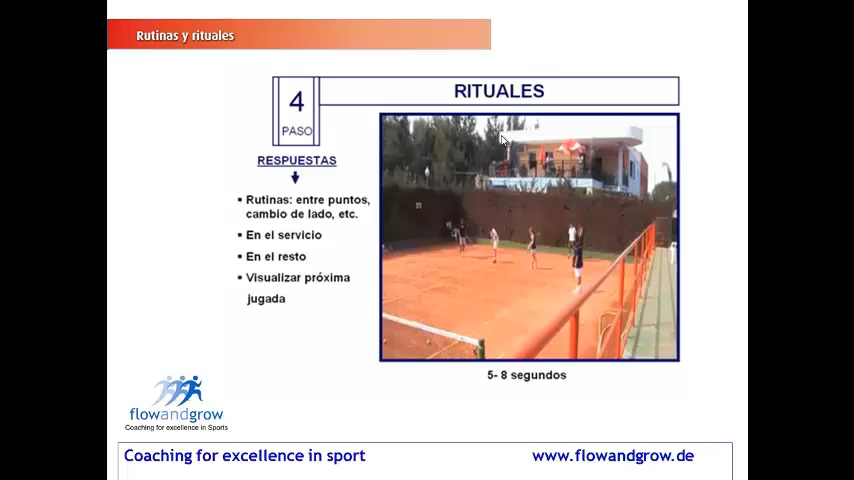 Rutinas y rituales
4
PASO
RITUALES
RESPUESTAS
▪ Rutinas: entre puntos,
cambio de lado, etc.
▪ En el servicio
▪ En el resto
▪ Visualizar próxima
jugada
5- 8 segundos
flowandgrow
Coaching for excellence in Sports
Coaching for excellence in sport
www.flowandgrow.de